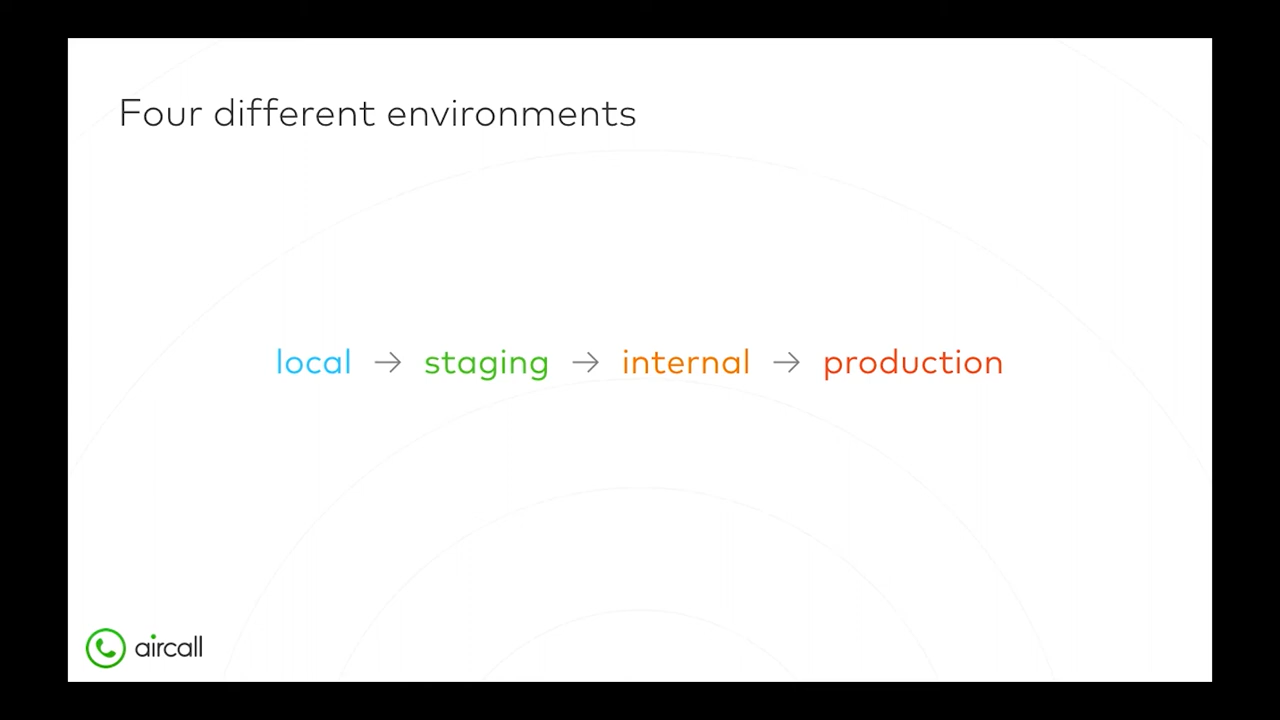 Four different environments
local → staging → internal → production
aircall